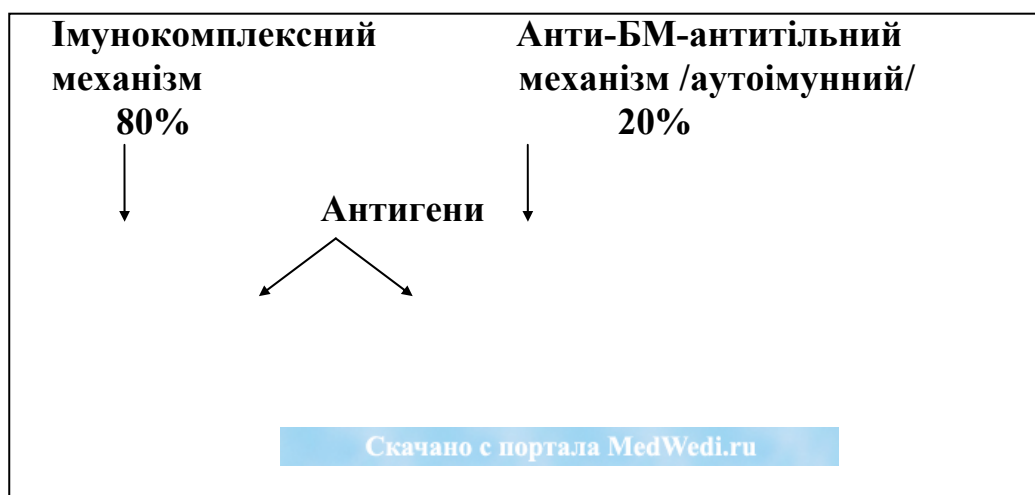 Імунокомплексний Анти-БМ-антитільний
механізм механізм /аутоімунний/
80% 20%
Антигени
Скачано с портала MedWedi.ru